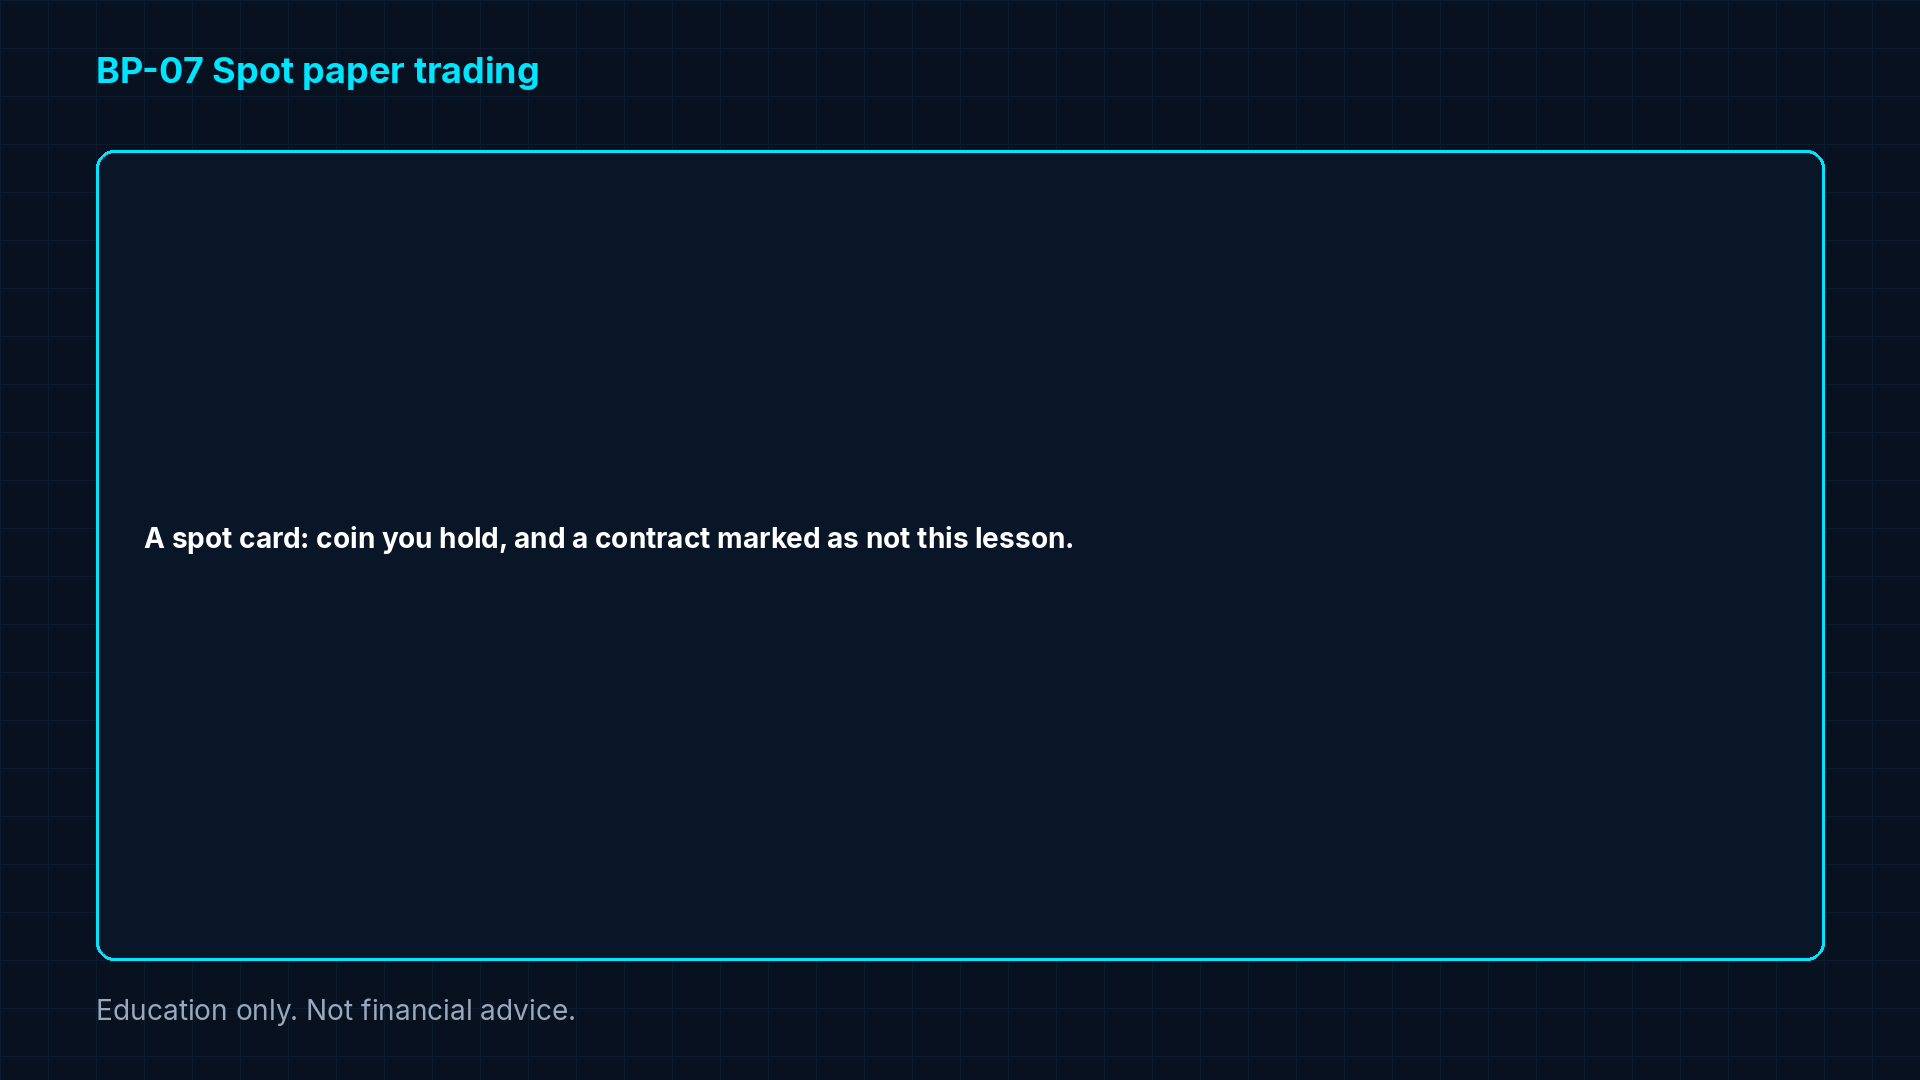 BP-07 Spot paper trading
A spot card: coin you hold, and a contract marked as not this lesson.
Education only. Not financial advice.